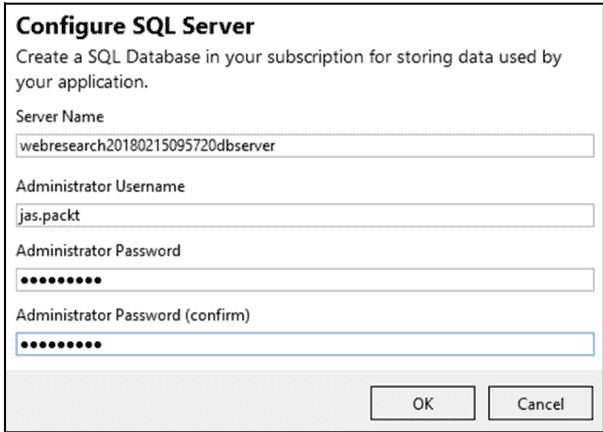 Configure SQL Server
Create a SQL Database in your subscription for storing data used by
your application.
Server Name
webresearch20180215095720dbserver
Administrator Username
jas.packt
Administrator Password
●●●●●●●●●
Administrator Password (confirm)
●●●●●●●●●
OK Cancel